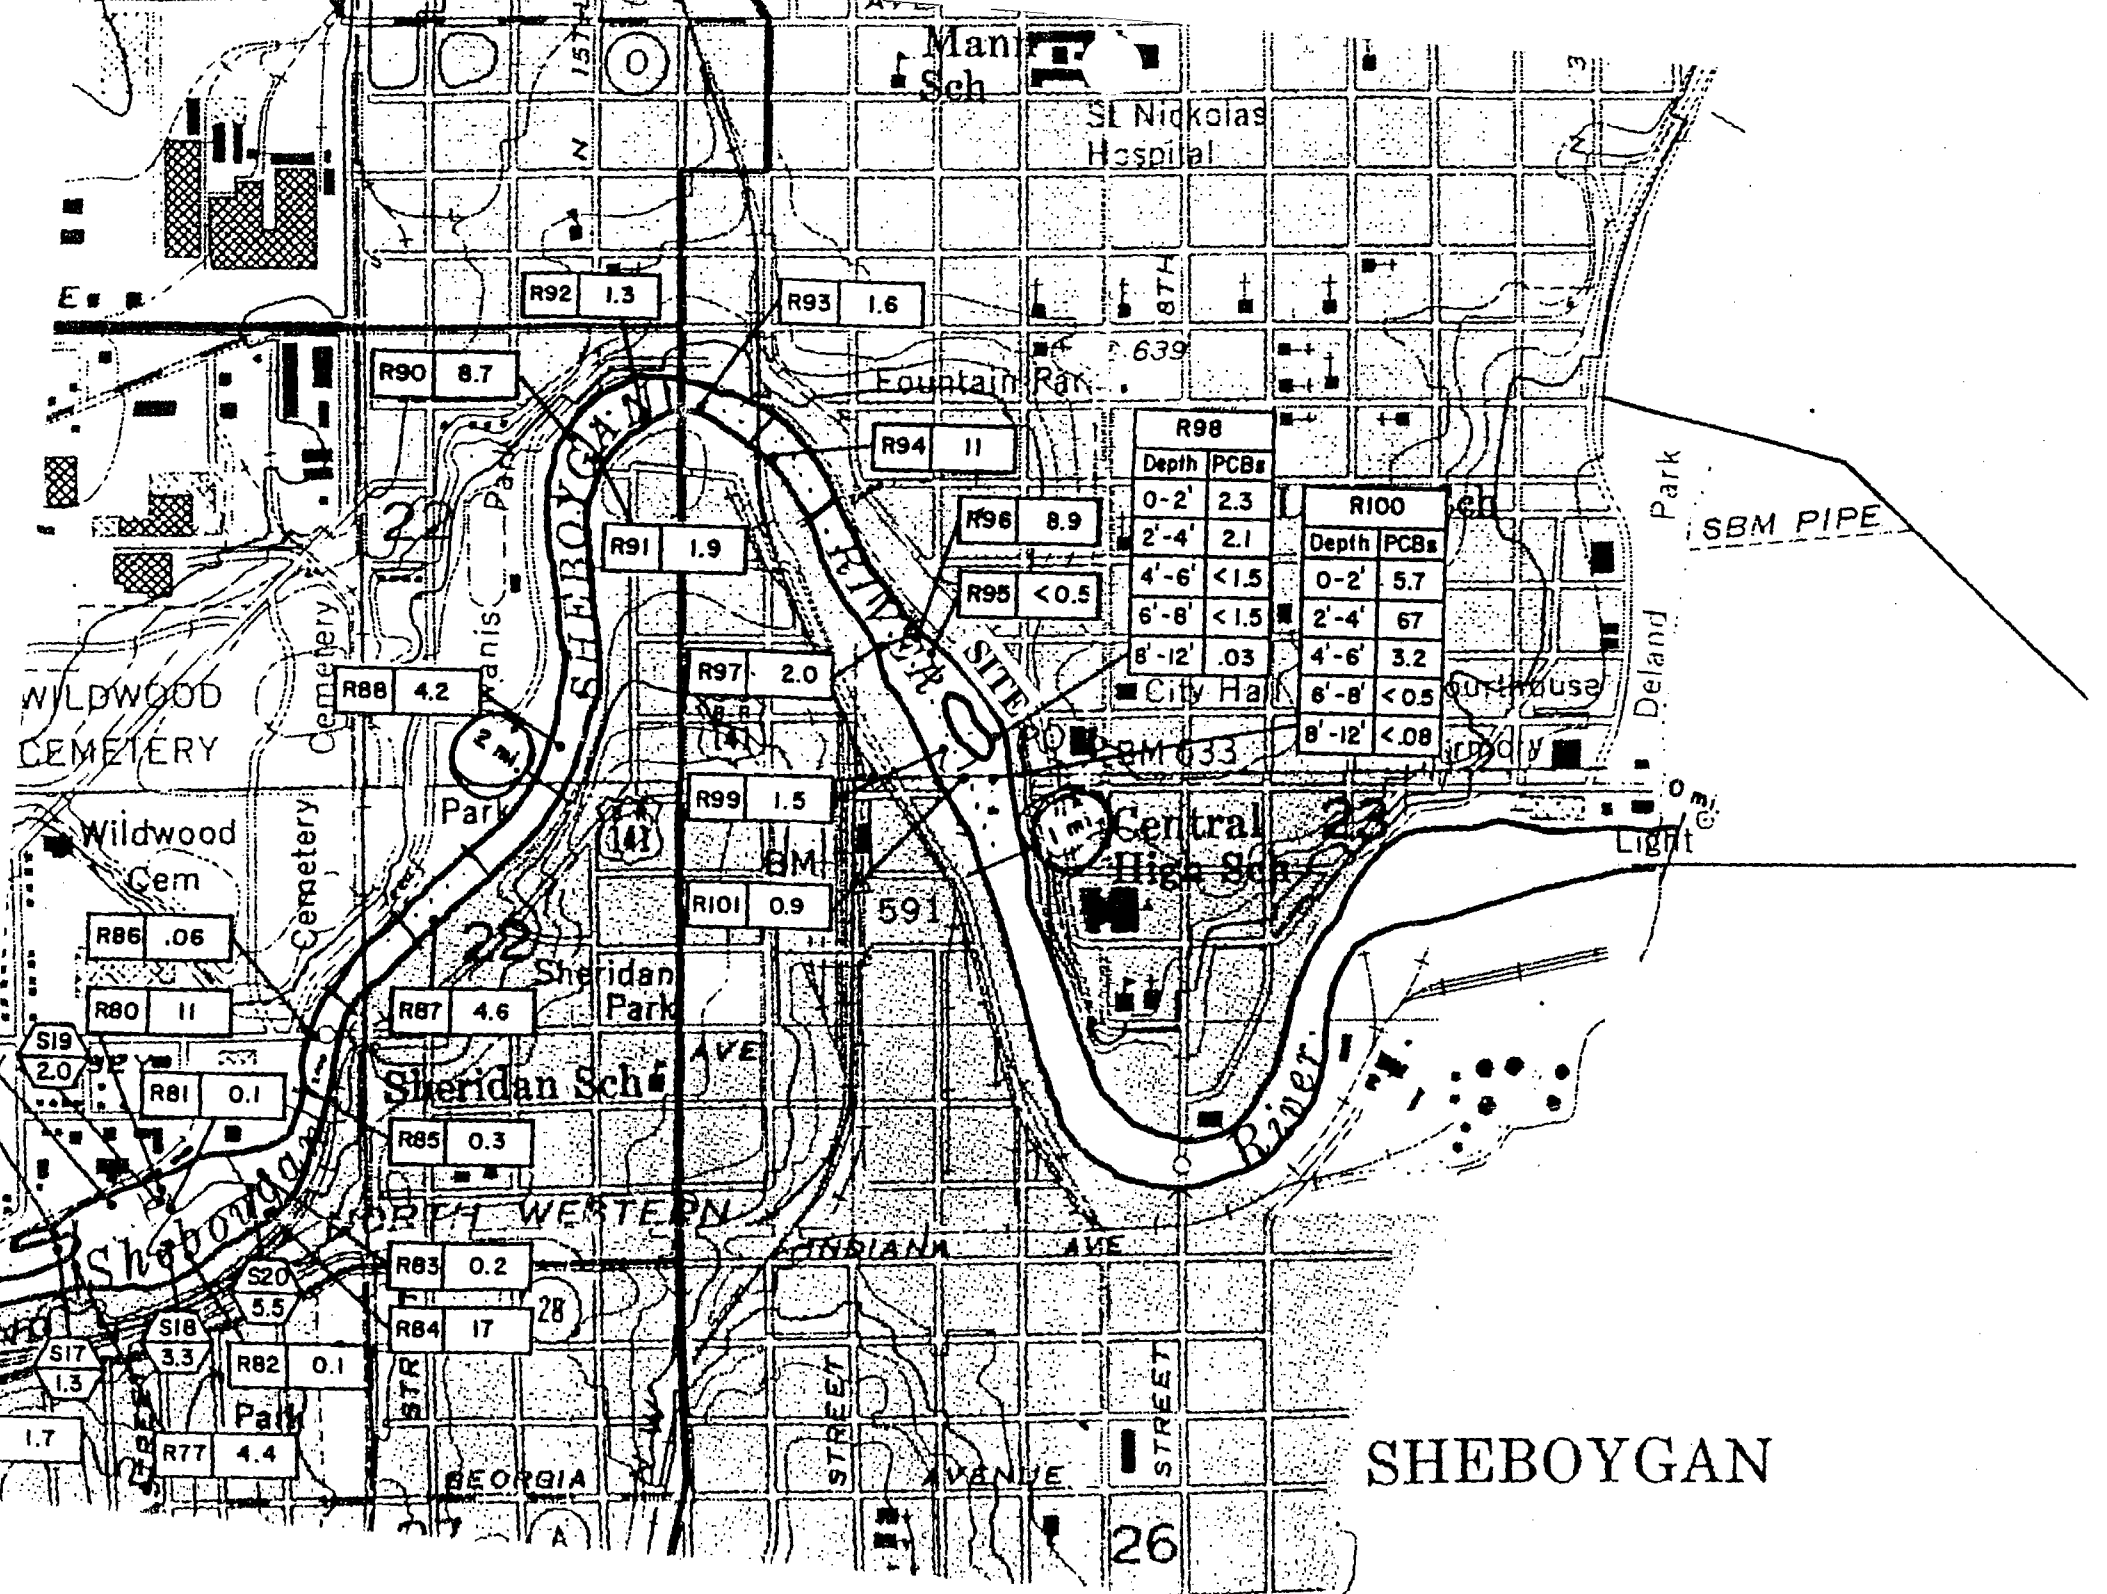 Mann
Sch
St Nickolas
Hospital
15TH
N
3
N
E
R92 1.3
R93 1.6
8TH
639
R90 8.7
Fountain Par
R94 11
R98
Depth PCBs
0-2' 2.3
2'-4' 2.1
4'-6' <1.5
6'-8' <1.5
8'-12' .03
R100
Depth PCBs
0-2' 5.7
2'-4' 67
4'-6' 3.2
6'-8' <0.5
8'-12' <.08
22
R96 8.9
R95 <0.5
R91 1.9
SHEBOYGAN
RIVER
SITE
Park
Deland
SBM PIPE
WILDWOOD
CEMETERY
Cemetery
R88 4.2
R97 2.0
City Hall
2 mi.
141
PO
BM 633
Park
R99 1.5
141
1 mi.
Central
High Sch
23
0 mi.
Light
Wildwood
Cem
Cemetery
BM
591
R101 0.9
R86 .06
22
Sheridan
Park
R80 11
R87 4.6
S19
2.0
AVE
R81 0.1
Sheridan Sch
R85 0.3
River
Sheboygan
WESTERN
INDIANA AVE
R83 0.2
S20
5.5
28
R84 17
S18
3.3
S17
1.3
R82 0.1
Park
1.7
R77 4.4
STREET
STREET
GEORGIA AVENUE
SHEBOYGAN
A
26